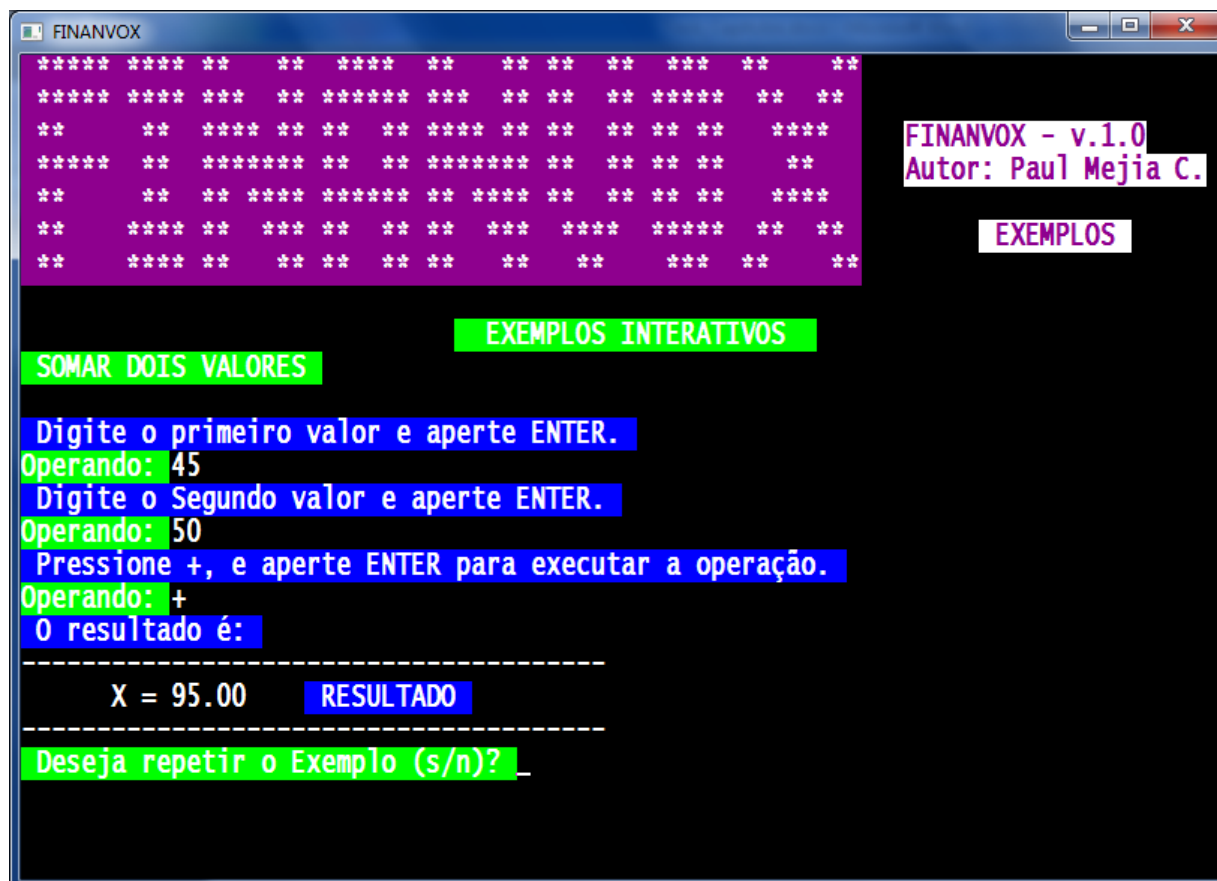 FINANVOX
***** **** **   **  ****  **   ** **  **  ***  **    **
***** **** ***  ** ****** ***  ** **  ** *****  **  **
**     **  **** ** **  ** **** ** **  ** ** **   ****
*****  **  ******* **  ** ******* **  ** ** **    **
**     **  ** **** ****** ** **** **  ** ** **   ****
**    **** **  *** **  ** **  ***  ****  *****  **  **
**    **** **   ** **  ** **   **   **    ***  **    **
FINANVOX - v.1.0
Autor: Paul Mejia C.
EXEMPLOS
EXEMPLOS INTERATIVOS
SOMAR DOIS VALORES
Digite o primeiro valor e aperte ENTER.
Operando: 45
Digite o Segundo valor e aperte ENTER.
Operando: 50
Pressione +, e aperte ENTER para executar a operação.
Operando: +
O resultado é:
---------------------------------------
X = 95.00 RESULTADO
---------------------------------------
Deseja repetir o Exemplo (s/n)? _